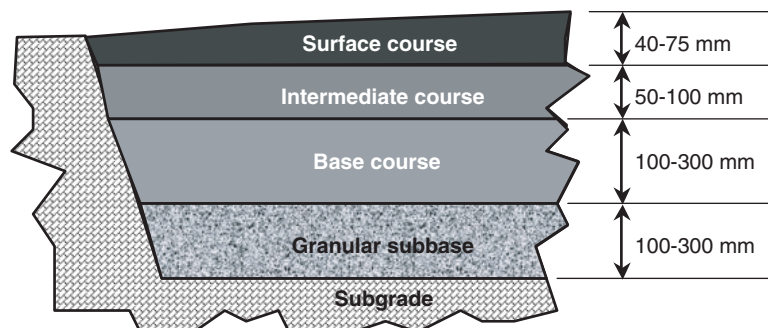 Surface course
40-75 mm
Intermediate course
50-100 mm
Base course
100-300 mm
Granular subbase
100-300 mm
Subgrade